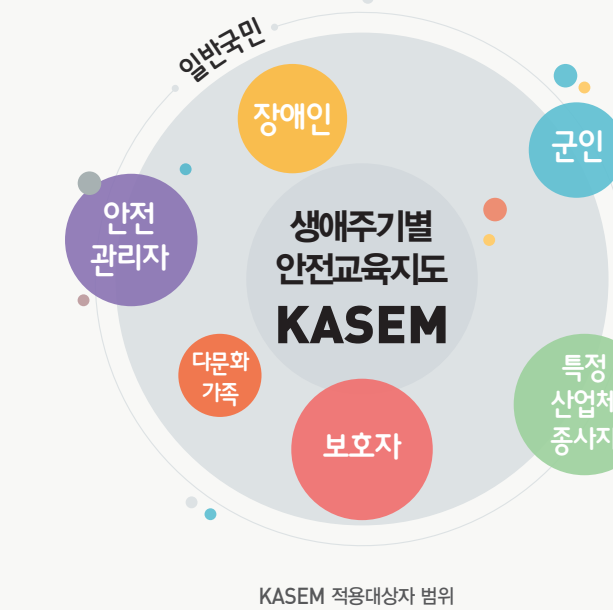 일반국민
장애인
군인
안전
관리자
생애주기별
안전교육지도
KASEM
다문화
가족
특정
산업체
종사자
보호자
KASEM 적용대상자 범위